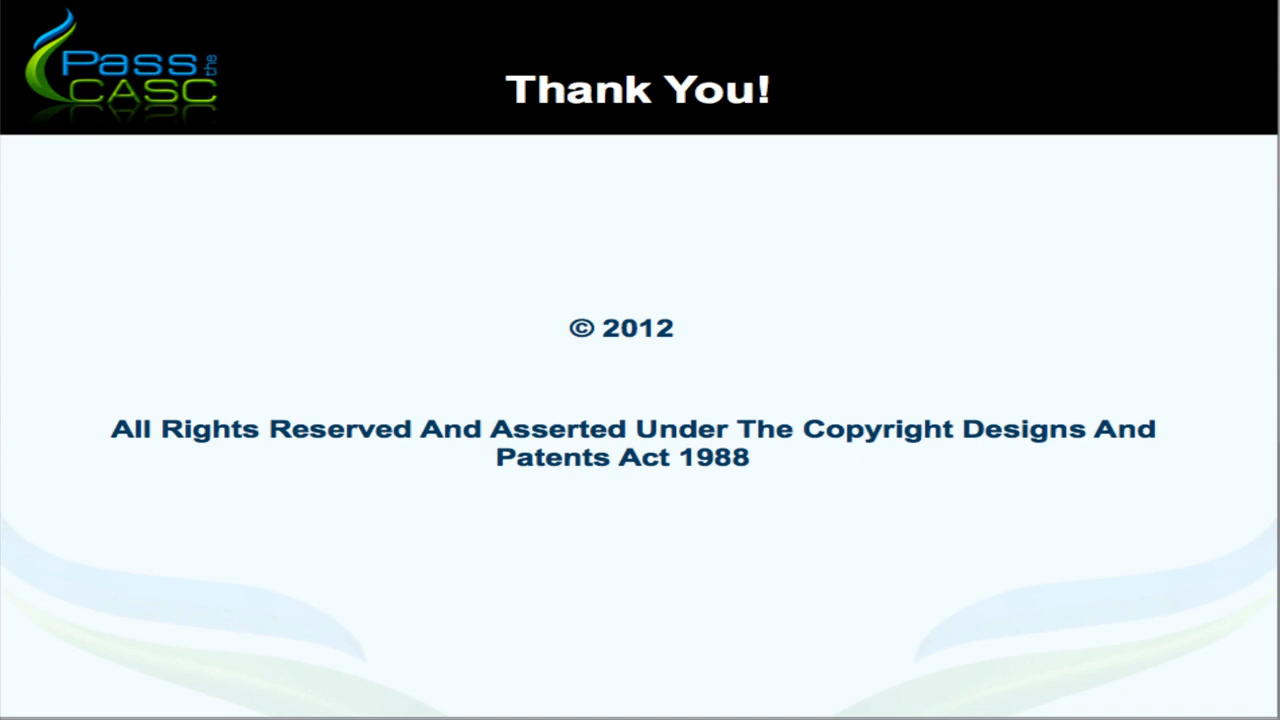 Pass the
CASC
Thank You!
© 2012
All Rights Reserved And Asserted Under The Copyright Designs And
Patents Act 1988